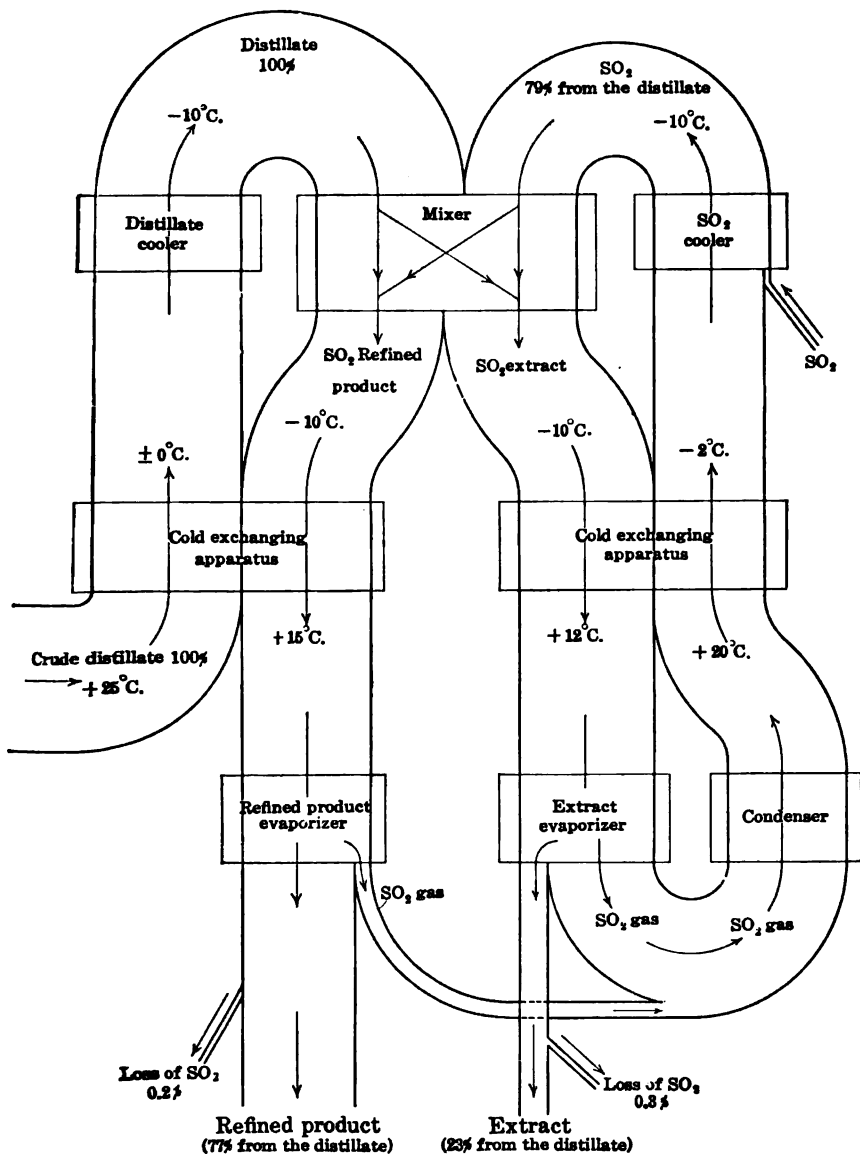 Distillate
100%
SO₂
79% from the distillate
−10°C.
−10°C.
Distillate
cooler
Mixer
SO₂
cooler
SO₂
SO₂ Refined
product
SO₂ extract
−10°C.
−10°C.
±0°C.
−2°C.
Cold exchanging
apparatus
Cold exchanging
apparatus
+15°C.
+12°C.
+20°C.
Crude distillate 100%
+25°C.
Refined product
evaporizer
Extract
evaporizer
Condenser
SO₂ gas
SO₂ gas
SO₂ gas
Loss of SO₂
0.2%
Loss of SO₂
0.3%
Refined product
(77% from the distillate)
Extract
(23% from the distillate)